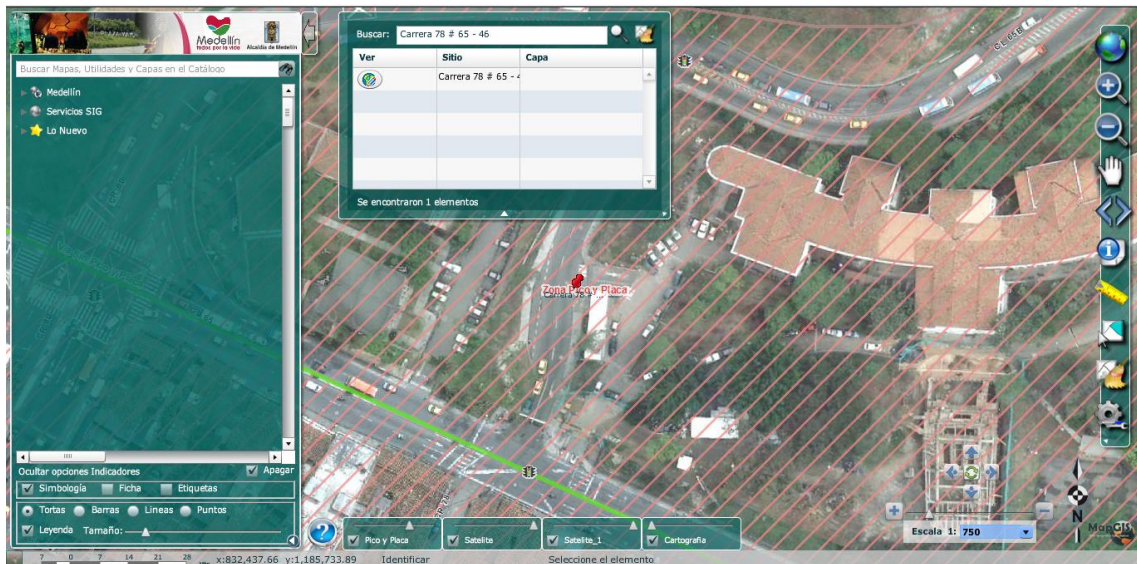 Medellín
todos por la vida
Alcaldía de Medellín
Buscar Mapas, Utilidades y Capas en el Catálogo
Medellín
Servicios SIG
Lo Nuevo
Ocultar opciones Indicadores
Apagar
Simbología
Ficha
Etiquetas
Tortas
Barras
Lineas
Puntos
Leyenda
Tamaño:
Buscar:
Carrera 78 # 65 - 46
Ver
Sitio
Capa
Carrera 78 # 65 - 4
Se encontraron 1 elementos
Zona Pico y Placa
Carrera 78 #
Pico y Placa
Satelite
Satelite_1
Cartografia
Escala 1:
750
N
MapGIS
7 0 7 14 21 28
x:832,437.66 y:1,185,733.89
Identificar
Seleccione el elemento